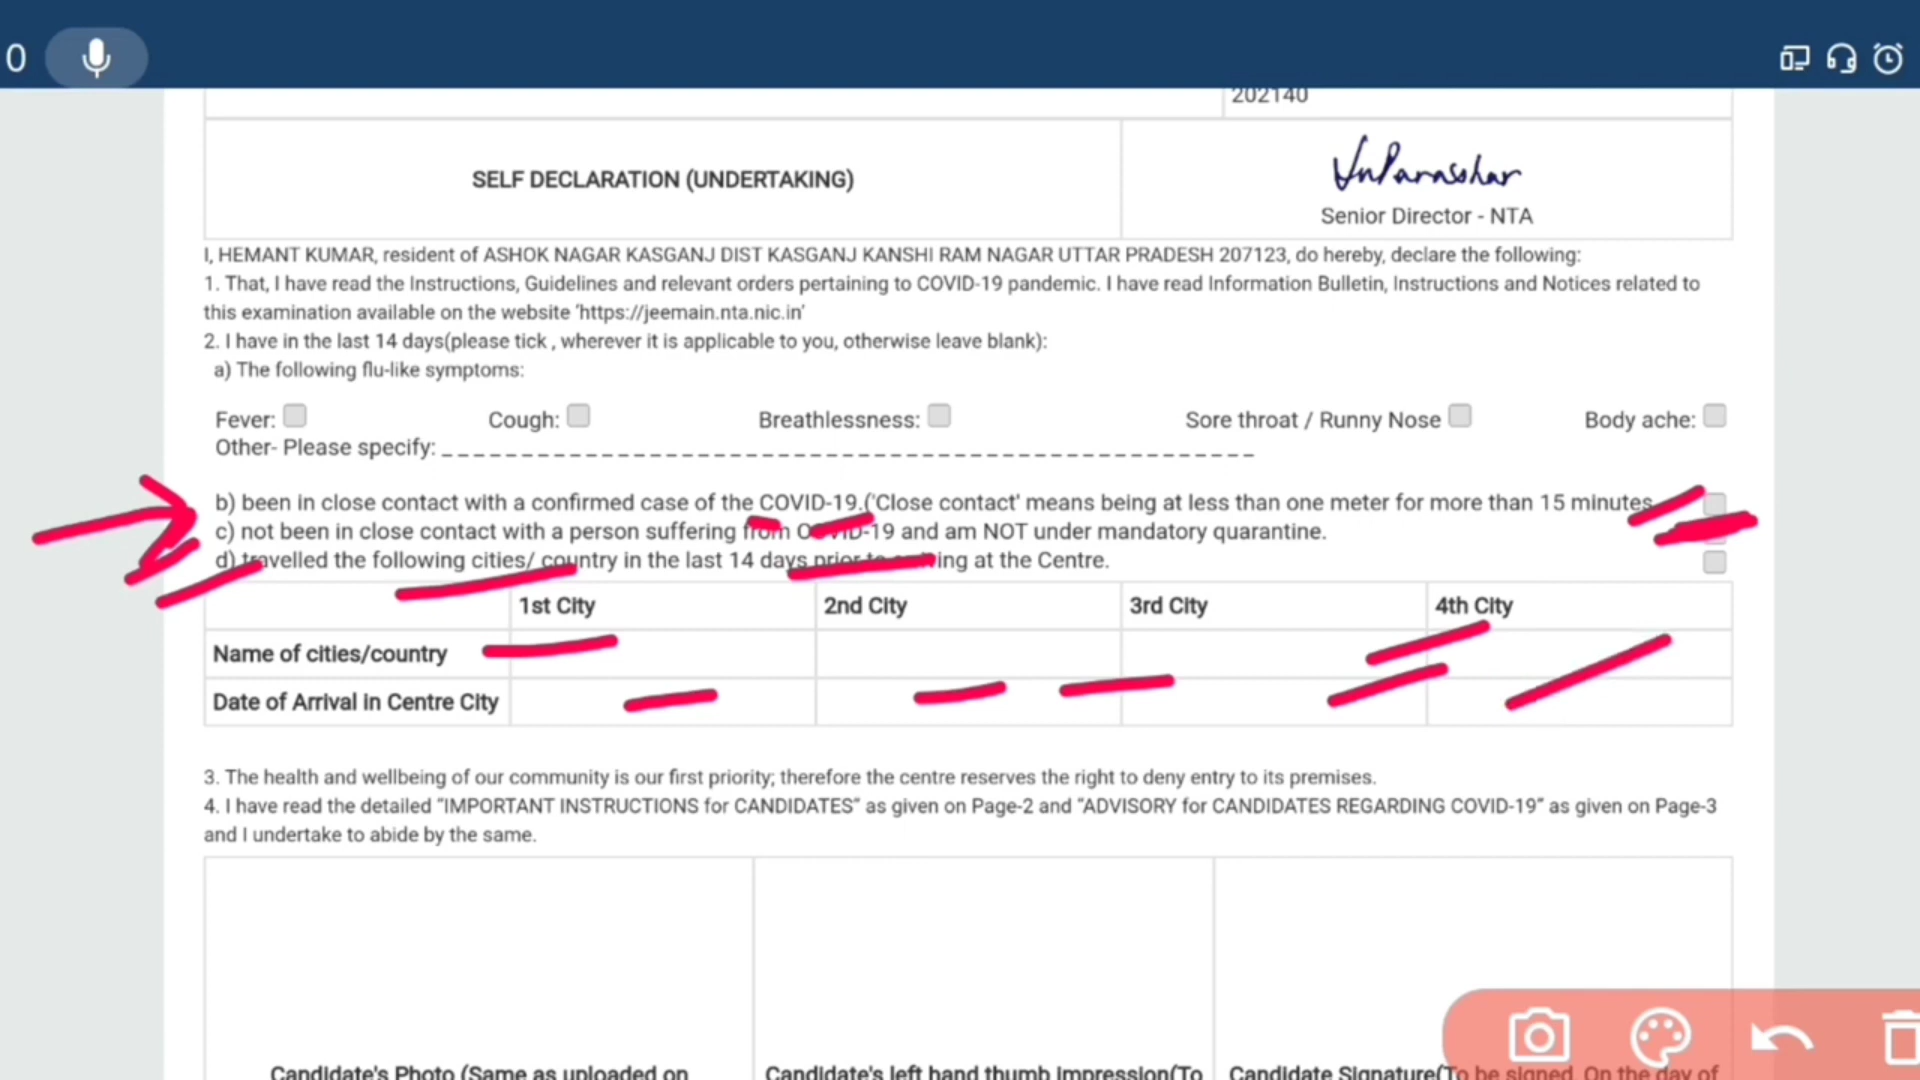 0
202140
SELF DECLARATION (UNDERTAKING)
Senior Director - NTA
I, HEMANT KUMAR, resident of ASHOK NAGAR KASGANJ DIST KASGANJ KANSHI RAM NAGAR UTTAR PRADESH 207123, do hereby, declare the following:
1. That, I have read the Instructions, Guidelines and relevant orders pertaining to COVID-19 pandemic. I have read Information Bulletin, Instructions and Notices related to
this examination available on the website 'https://jeemain.nta.nic.in'
2. I have in the last 14 days(please tick , wherever it is applicable to you, otherwise leave blank):
a) The following flu-like symptoms:
Fever: Cough: Breathlessness: Sore throat / Runny Nose Body ache:
Other- Please specify: _ _ _ _ _ _ _ _ _ _ _ _ _ _ _ _ _ _ _ _ _ _ _ _ _ _ _ _ _ _ _ _ _ _ _ _ _ _ _ _ _ _ _ _ _ _ _ _ _ _ _ _
b) been in close contact with a confirmed case of the COVID-19.('Close contact' means being at less than one meter for more than 15 minutes
c) not been in close contact with a person suffering from COVID-19 and am NOT under mandatory quarantine.
d) travelled the following cities/ country in the last 14 days prior to arriving at the Centre.
1st City 2nd City 3rd City 4th City
Name of cities/country
Date of Arrival in Centre City
3. The health and wellbeing of our community is our first priority; therefore the centre reserves the right to deny entry to its premises.
4. I have read the detailed "IMPORTANT INSTRUCTIONS for CANDIDATES" as given on Page-2 and "ADVISORY for CANDIDATES REGARDING COVID-19" as given on Page-3
and I undertake to abide by the same.
Candidate's Photo (Same as uploaded on Candidate's left hand thumb impression(To Candidate Signature(To be signed, On the day of